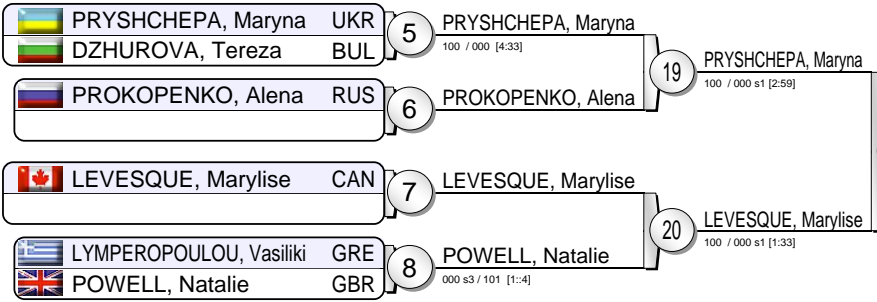 PRYSHCHEPA, Maryna UKR
DZHUROVA, Tereza BUL
5
PRYSHCHEPA, Maryna
100 / 000 [4:33]
PROKOPENKO, Alena RUS
6
PROKOPENKO, Alena
19
PRYSHCHEPA, Maryna
100 / 000 s1 [2:59]
LEVESQUE, Marylise CAN
7
LEVESQUE, Marylise
LYMPEROPOULOU, Vasiliki GRE
POWELL, Natalie GBR
8
POWELL, Natalie
000 s3 / 101 [1::4]
20
LEVESQUE, Marylise
100 / 000 s1 [1:33]